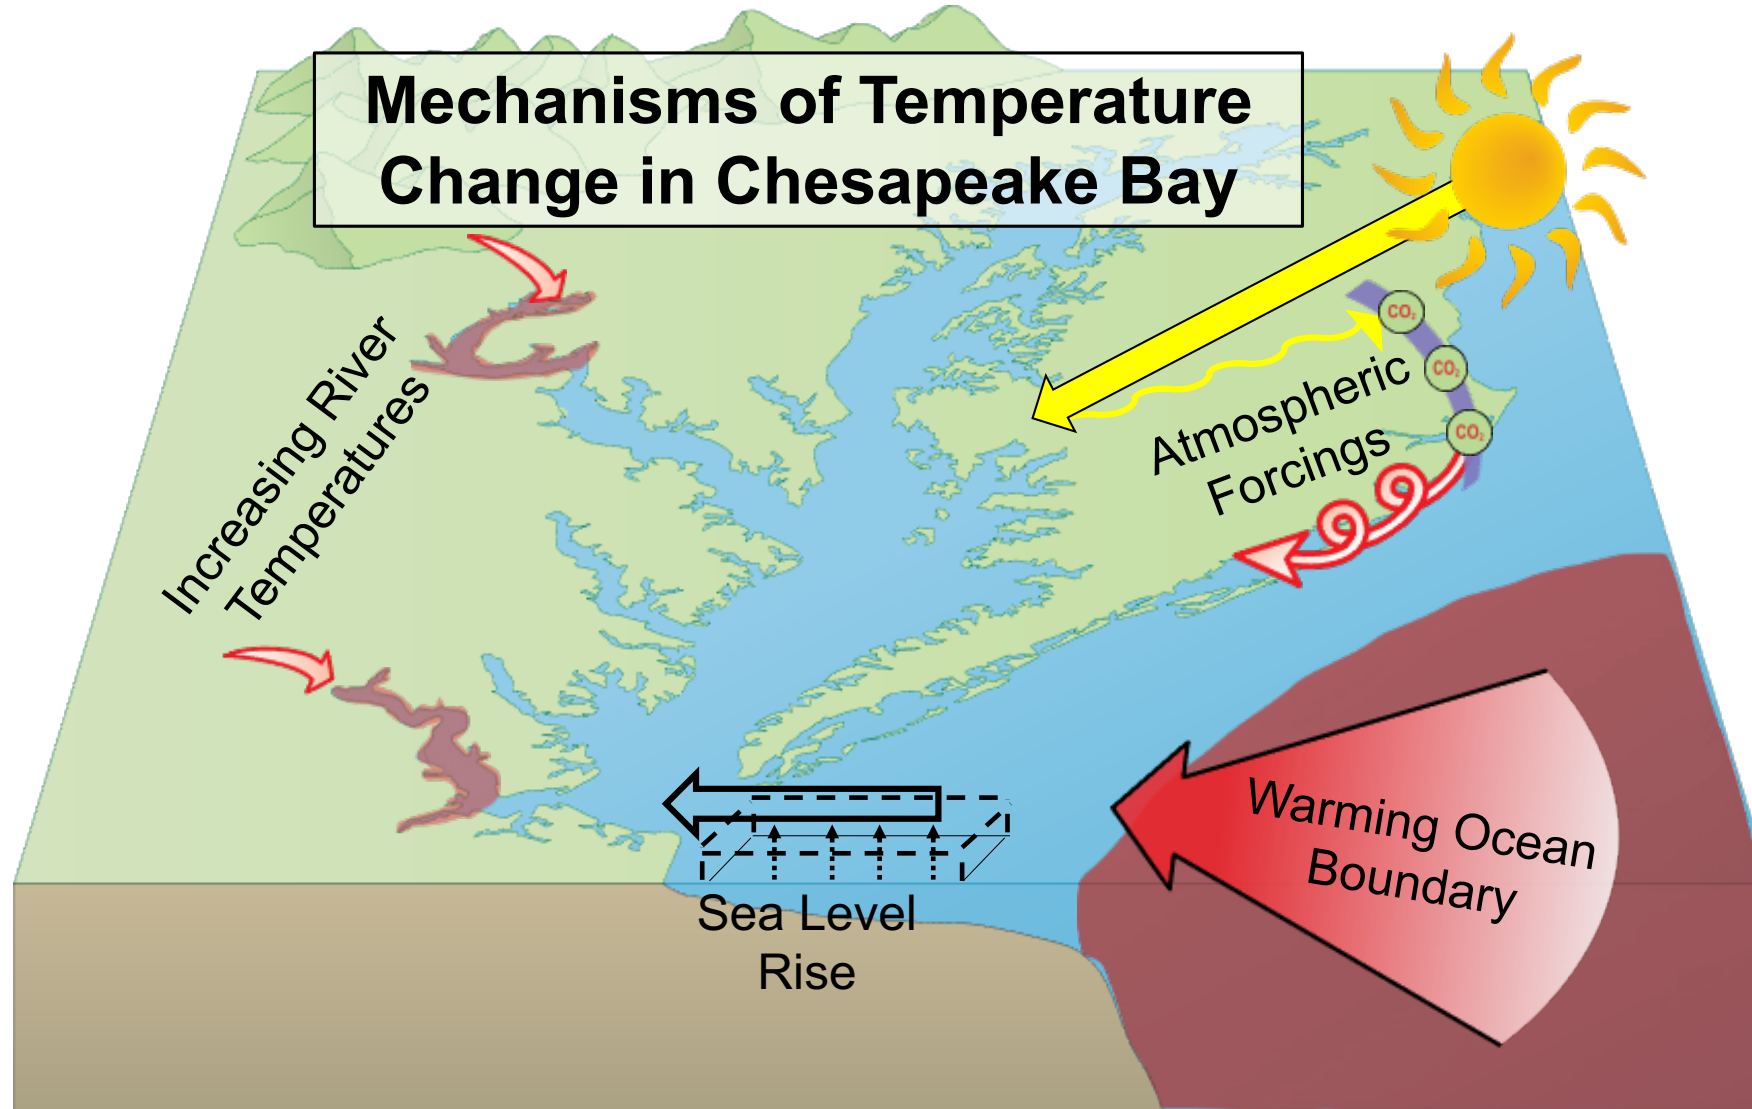 Mechanisms of Temperature
Change in Chesapeake Bay
Increasing River
Temperatures
CO₂
CO₂
CO₂
Atmospheric
Forcings
Warming Ocean
Boundary
Sea Level
Rise